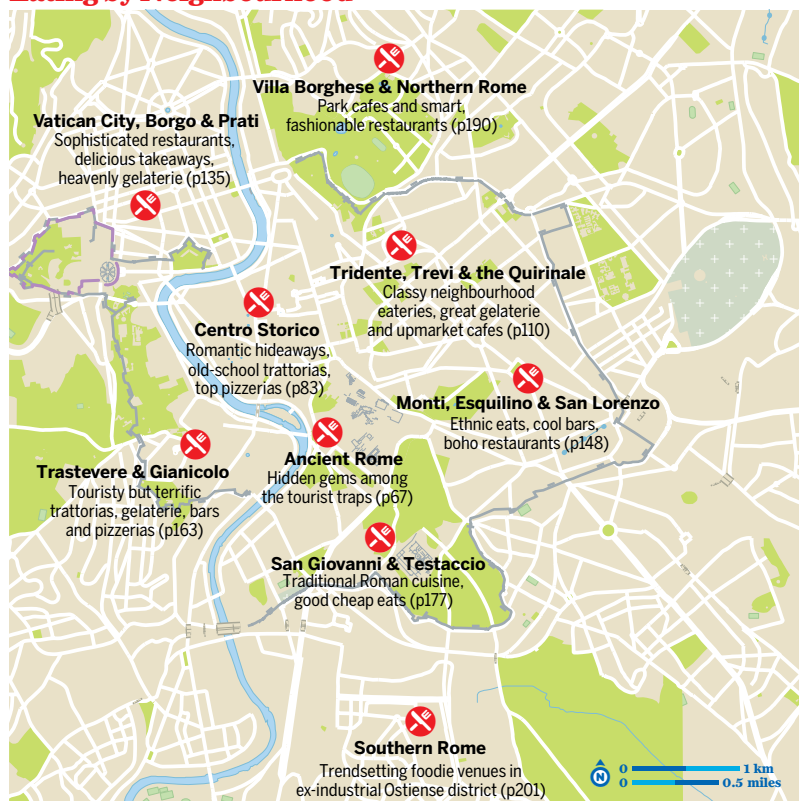 Eating by Neighbourhood
Villa Borghese & Northern Rome
Park cafes and smart,
fashionable restaurants (p190)
Vatican City, Borgo & Prati
Sophisticated restaurants,
delicious takeaways,
heavenly gelaterie (p135)
Tridente, Trevi & the Quirinale
Classy neighbourhood
eateries, great gelaterie
and upmarket cafes (p110)
Centro Storico
Romantic hideaways,
old-school trattorias,
top pizzerias (p83)
Monti, Esquilino & San Lorenzo
Ethnic eats, cool bars,
boho restaurants (p148)
Ancient Rome
Hidden gems among
the tourist traps (p67)
Trastevere & Gianicolo
Touristy but terrific
trattorias, gelaterie, bars
and pizzerias (p163)
San Giovanni & Testaccio
Traditional Roman cuisine,
good cheap eats (p177)
Southern Rome
Trendsetting foodie venues in
ex-industrial Ostiense district (p201)
N
0 1 km
0 0.5 miles